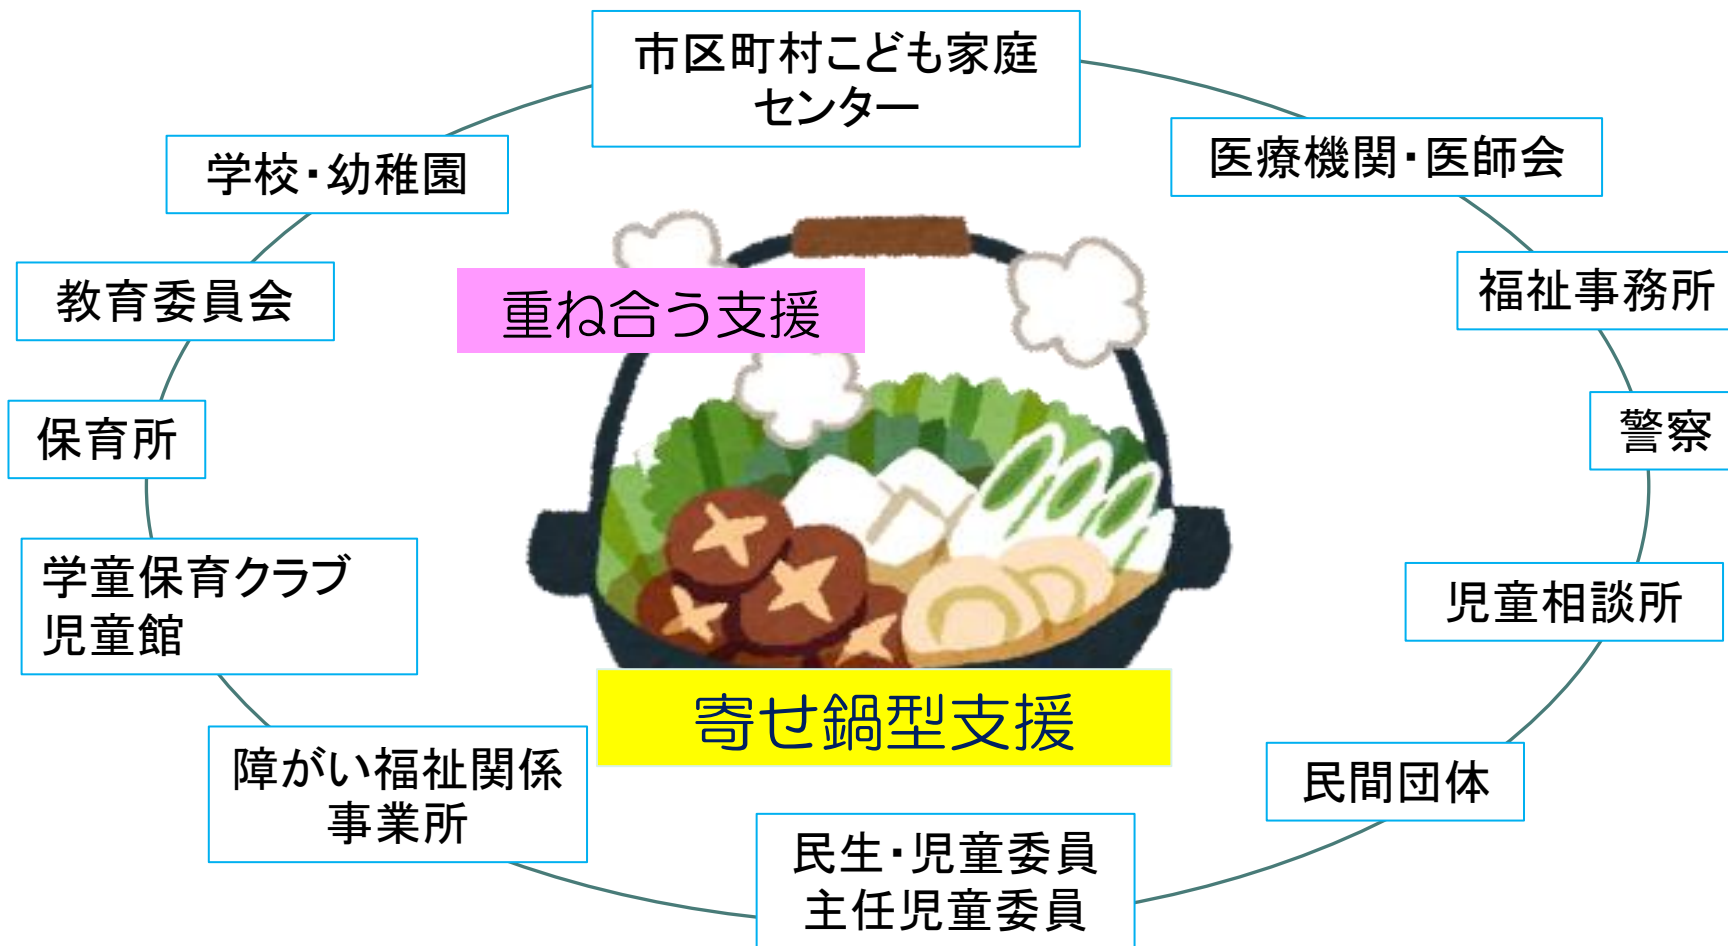 市区町村こども家庭
センター
学校・幼稚園
医療機関・医師会
教育委員会
重ね合う支援
福祉事務所
保育所
警察
学童保育クラブ
児童館
児童相談所
寄せ鍋型支援
障がい福祉関係
事業所
民間団体
民生・児童委員
主任児童委員